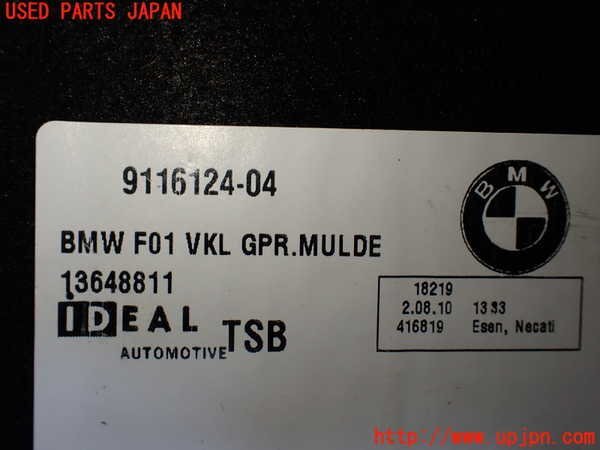 USED PARTS JAPAN
9116124-04
BMW
BMW F01 VKL GPR.MULDE
13648811
18219
2.08.10 13 33
416819 Esen, Necati
IDEAL TSB
AUTOMOTIVE
http://www.upjpn.com/